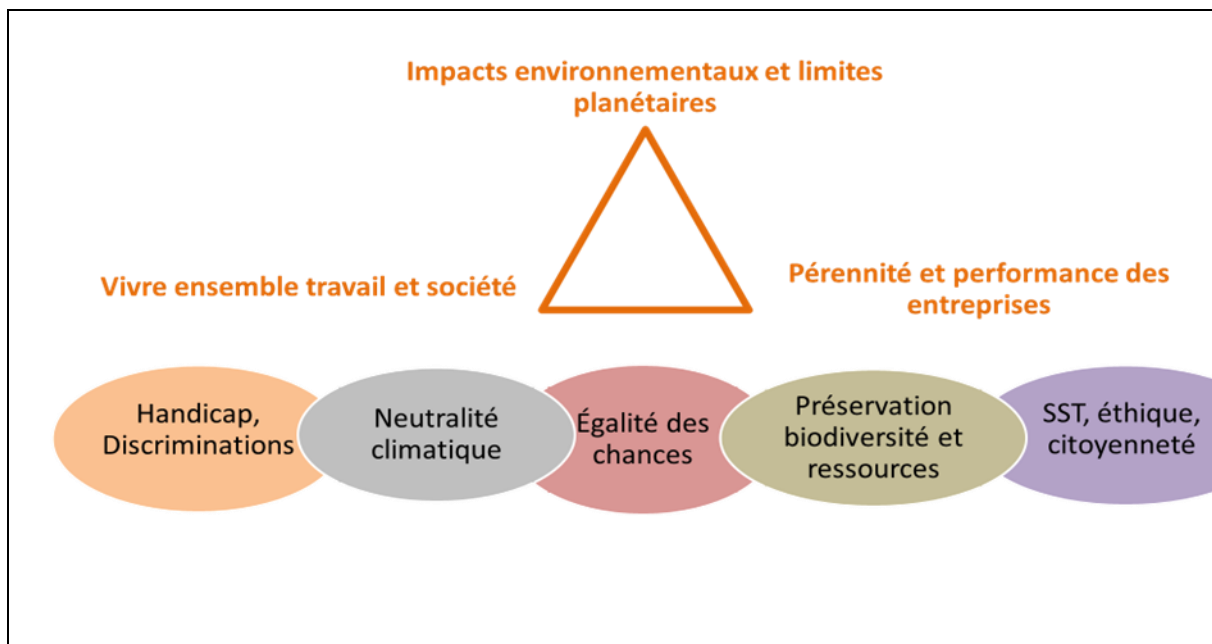 Impacts environnementaux et limites
planétaires
Vivre ensemble travail et société
Pérennité et performance des
entreprises
Handicap,
Discriminations
Neutralité
climatique
Égalité des
chances
Préservation
biodiversité et
ressources
SST, éthique,
citoyenneté